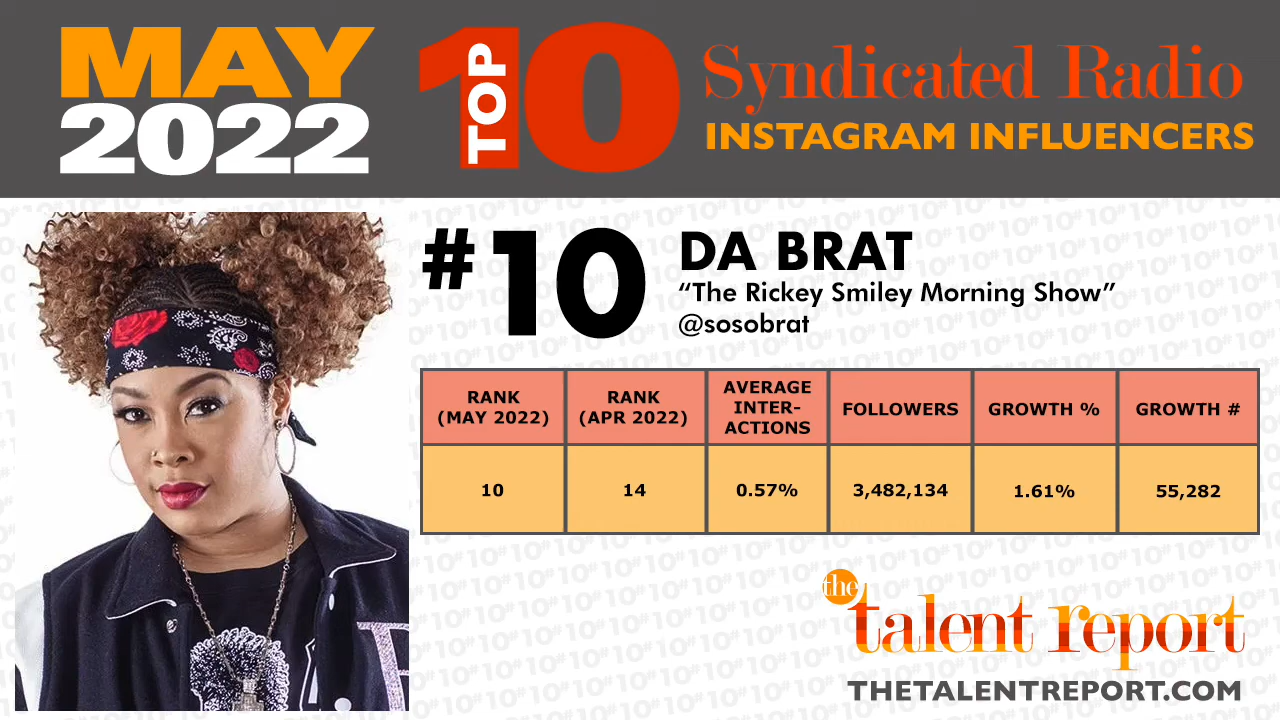 MAY
2022
TOP
10
Syndicated Radio
INSTAGRAM INFLUENCERS
#10
DA BRAT
“The Rickey Smiley Morning Show”
@sosobrat
RANK
(MAY 2022)
RANK
(APR 2022)
AVERAGE
INTER-
ACTIONS
FOLLOWERS
GROWTH %
GROWTH #
10
14
0.57%
3,482,134
1.61%
55,282
the
talent report
THETALENTREPORT.COM